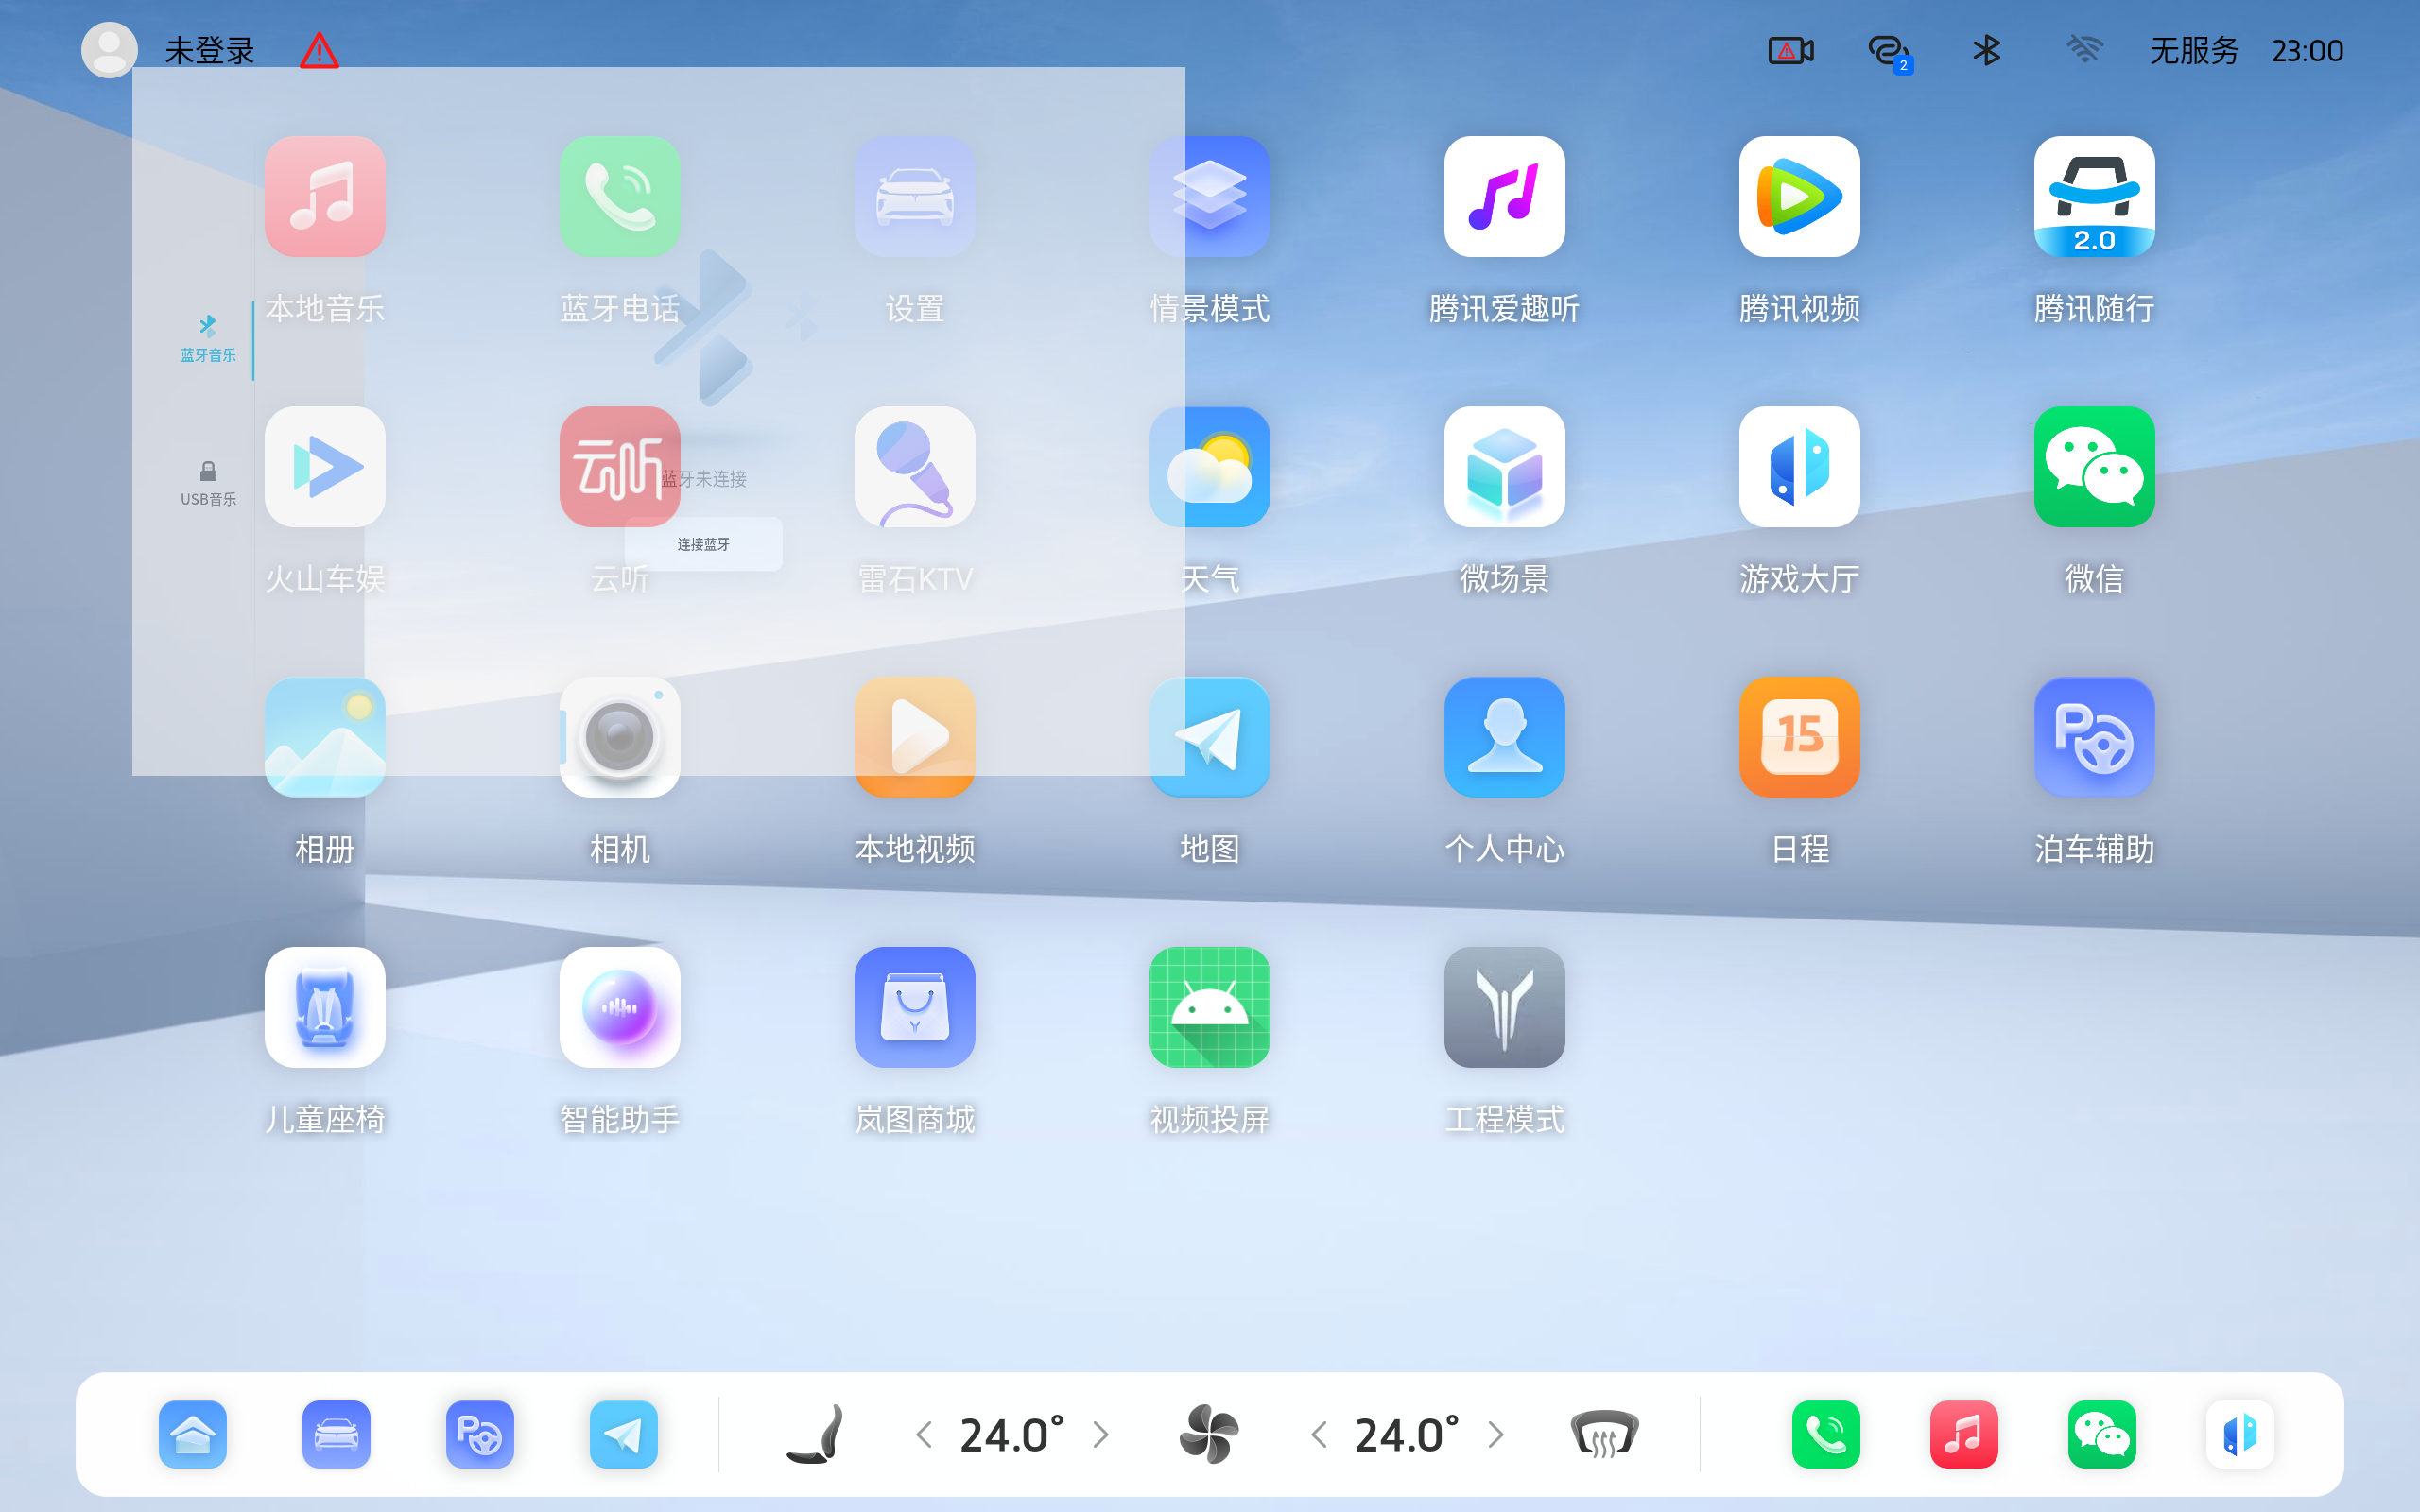 未登录
2
无服务
23:00
本地音乐
蓝牙电话
设置
情景模式
腾讯爱趣听
腾讯视频
2.0
腾讯随行
蓝牙音乐
云听
蓝牙未连接
USB音乐
连接蓝牙
火山车娱
云听
雷石KTV
天气
微场景
游戏大厅
微信
15
P
相册
相机
本地视频
地图
个人中心
日程
泊车辅助
儿童座椅
智能助手
岚图商城
视频投屏
工程模式
P
24.0°
24.0°